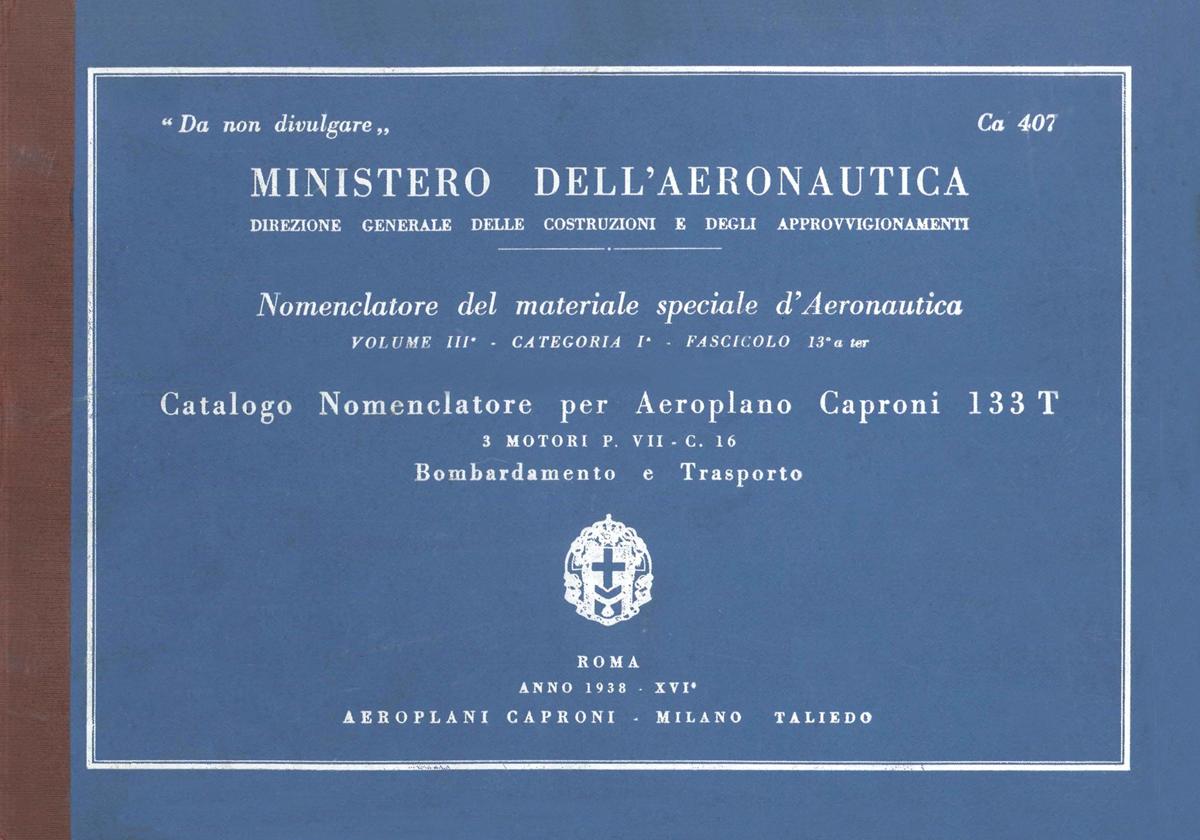 “Da non divulgare„
Ca 407
MINISTERO DELL'AERONAUTICA
DIREZIONE GENERALE DELLE COSTRUZIONI E DEGLI APPROVVIGIONAMENTI
Nomenclatore del materiale speciale d'Aeronautica
VOLUME III° - CATEGORIA Iª - FASCICOLO 13° a ter
Catalogo Nomenclatore per Aeroplano Caproni 133 T
3 MOTORI P. VII - C. 16
Bombardamento e Trasporto
ROMA
ANNO 1938 - XVI°
AEROPLANI CAPRONI - MILANO TALIEDO